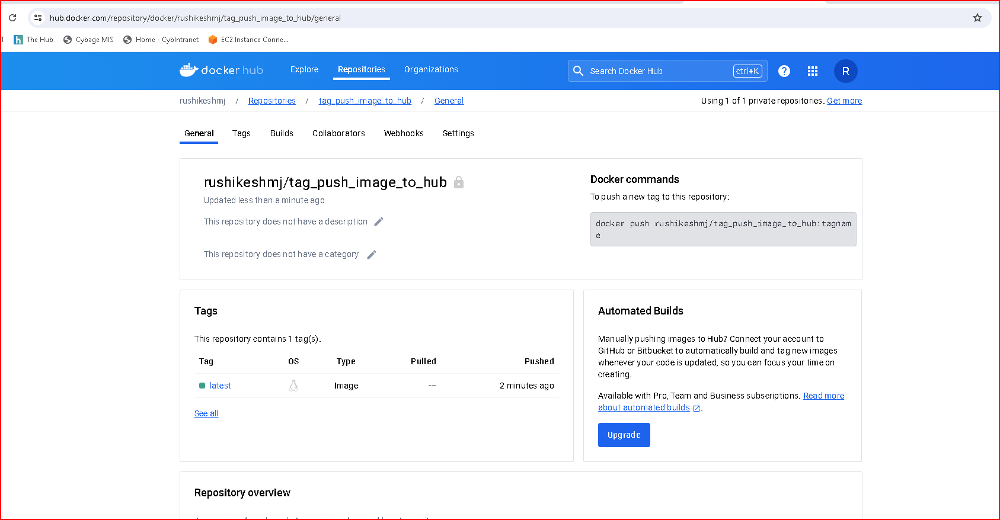 hub.docker.com/repository/docker/rushikeshmj/tag_push_image_to_hub/general
T The Hub Cybage MIS Home - CybIntranet EC2 Instance Conne...
docker hub Explore Repositories Organizations Search Docker Hub ctrl+K ? R
rushikeshmj / Repositories / tag_push_image_to_hub / General Using 1 of 1 private repositories. Get more
General Tags Builds Collaborators Webhooks Settings
rushikeshmj/tag_push_image_to_hub
Updated less than a minute ago
This repository does not have a description
This repository does not have a category
Docker commands
To push a new tag to this repository:
docker push rushikeshmj/tag_push_image_to_hub:tagnam
e
Tags
This repository contains 1 tag(s).
Tag OS Type Pulled Pushed
latest Image --- 2 minutes ago
See all
Automated Builds
Manually pushing images to Hub? Connect your account to
GitHub or Bitbucket to automatically build and tag new images
whenever your code is updated, so you can focus your time on
creating.
Available with Pro, Team and Business subscriptions. Read more
about automated builds.
Upgrade
Repository overview